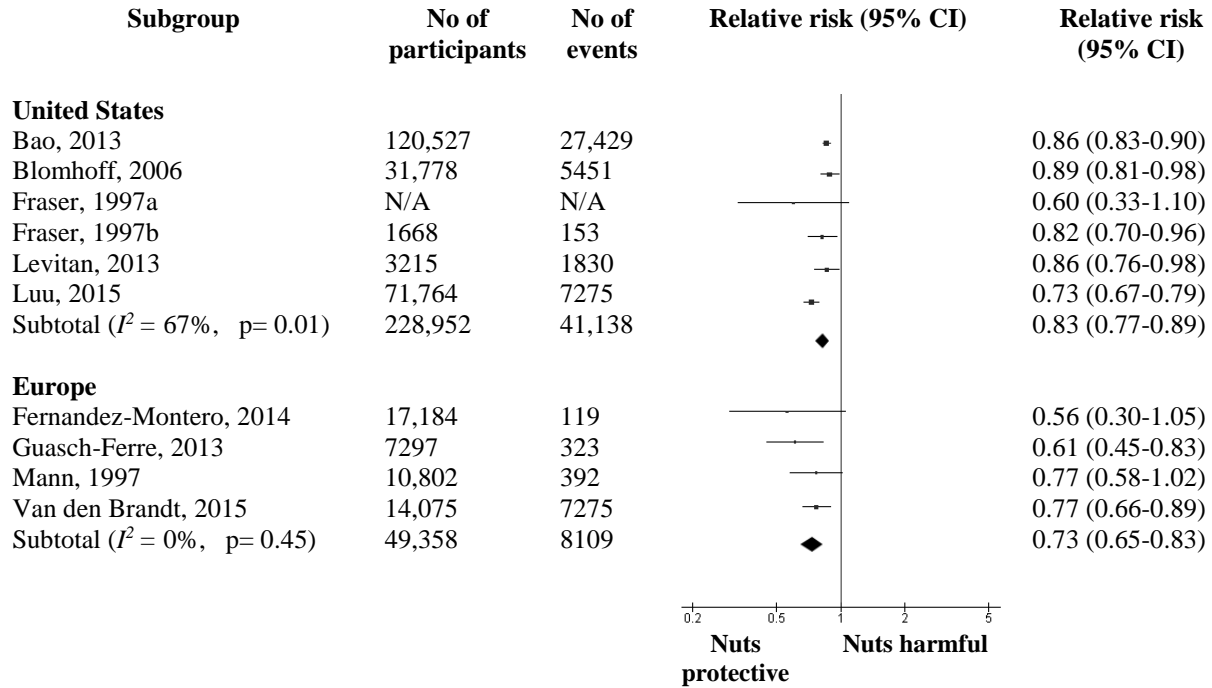 Subgroup No of participants No of events Relative risk (95% CI) Relative risk (95% CI)
United States
Bao, 2013 120,527 27,429 0.86 (0.83-0.90)
Blomhoff, 2006 31,778 5451 0.89 (0.81-0.98)
Fraser, 1997a N/A N/A 0.60 (0.33-1.10)
Fraser, 1997b 1668 153 0.82 (0.70-0.96)
Levitan, 2013 3215 1830 0.86 (0.76-0.98)
Luu, 2015 71,764 7275 0.73 (0.67-0.79)
Subtotal (I² = 67%, p= 0.01) 228,952 41,138 0.83 (0.77-0.89)
Europe
Fernandez-Montero, 2014 17,184 119 0.56 (0.30-1.05)
Guasch-Ferre, 2013 7297 323 0.61 (0.45-0.83)
Mann, 1997 10,802 392 0.77 (0.58-1.02)
Van den Brandt, 2015 14,075 7275 0.77 (0.66-0.89)
Subtotal (I² = 0%, p= 0.45) 49,358 8109 0.73 (0.65-0.83)
0.2 0.5 1 2 5
Nuts protective Nuts harmful